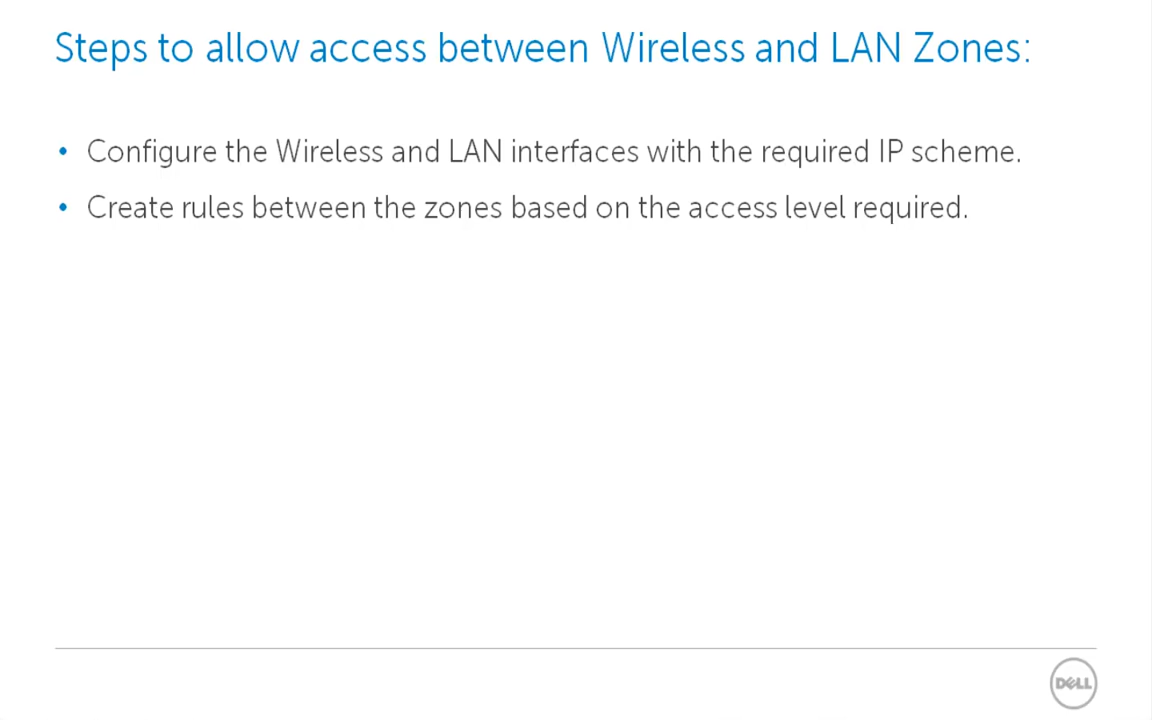 Steps to allow access between Wireless and LAN Zones:
• Configure the Wireless and LAN interfaces with the required IP scheme.
• Create rules between the zones based on the access level required.
DELL